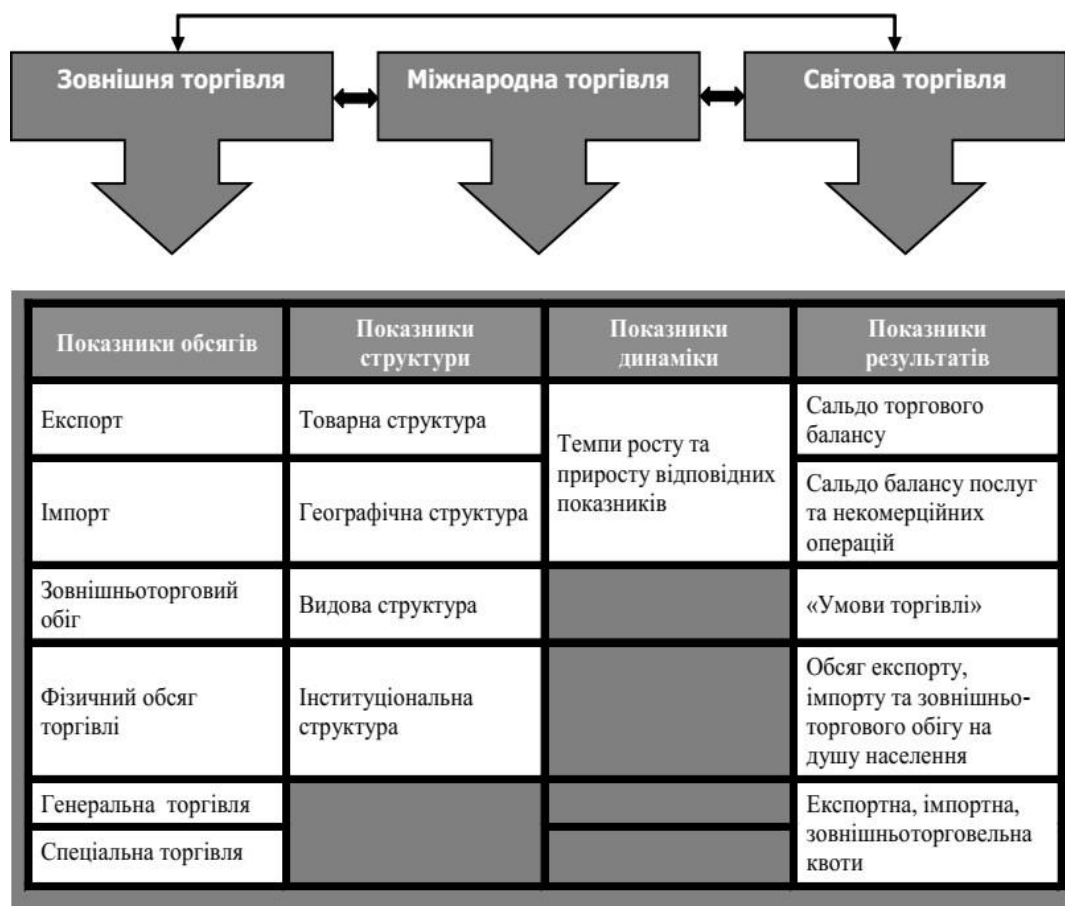 Зовнішня торгівля
Міжнародна торгівля
Світова торгівля
Показники обсягів
Показники
структури
Показники
динаміки
Показники
результатів
Експорт
Товарна структура
Темпи росту та
приросту відповідних
показників
Сальдо торгового
балансу
Імпорт
Географічна структура
Сальдо балансу послуг
та некомерційних
операцій
Зовнішньоторговий
обіг
Видова структура
«Умови торгівлі»
Фізичний обсяг
торгівлі
Інституціональна
структура
Обсяг експорту,
імпорту та зовнішньо-
торгового обігу на
душу населення
Генеральна торгівля
Експортна, імпортна,
зовнішньоторговельна
квоти
Спеціальна торгівля